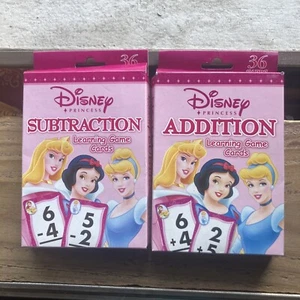 36
Disney
PRINCESS
SUBTRACTION
Learning Game
Cards
6
-4
5
-2
36
Disney
PRINCESS
ADDITION
Learning Game
Cards
6
+4
2
+5